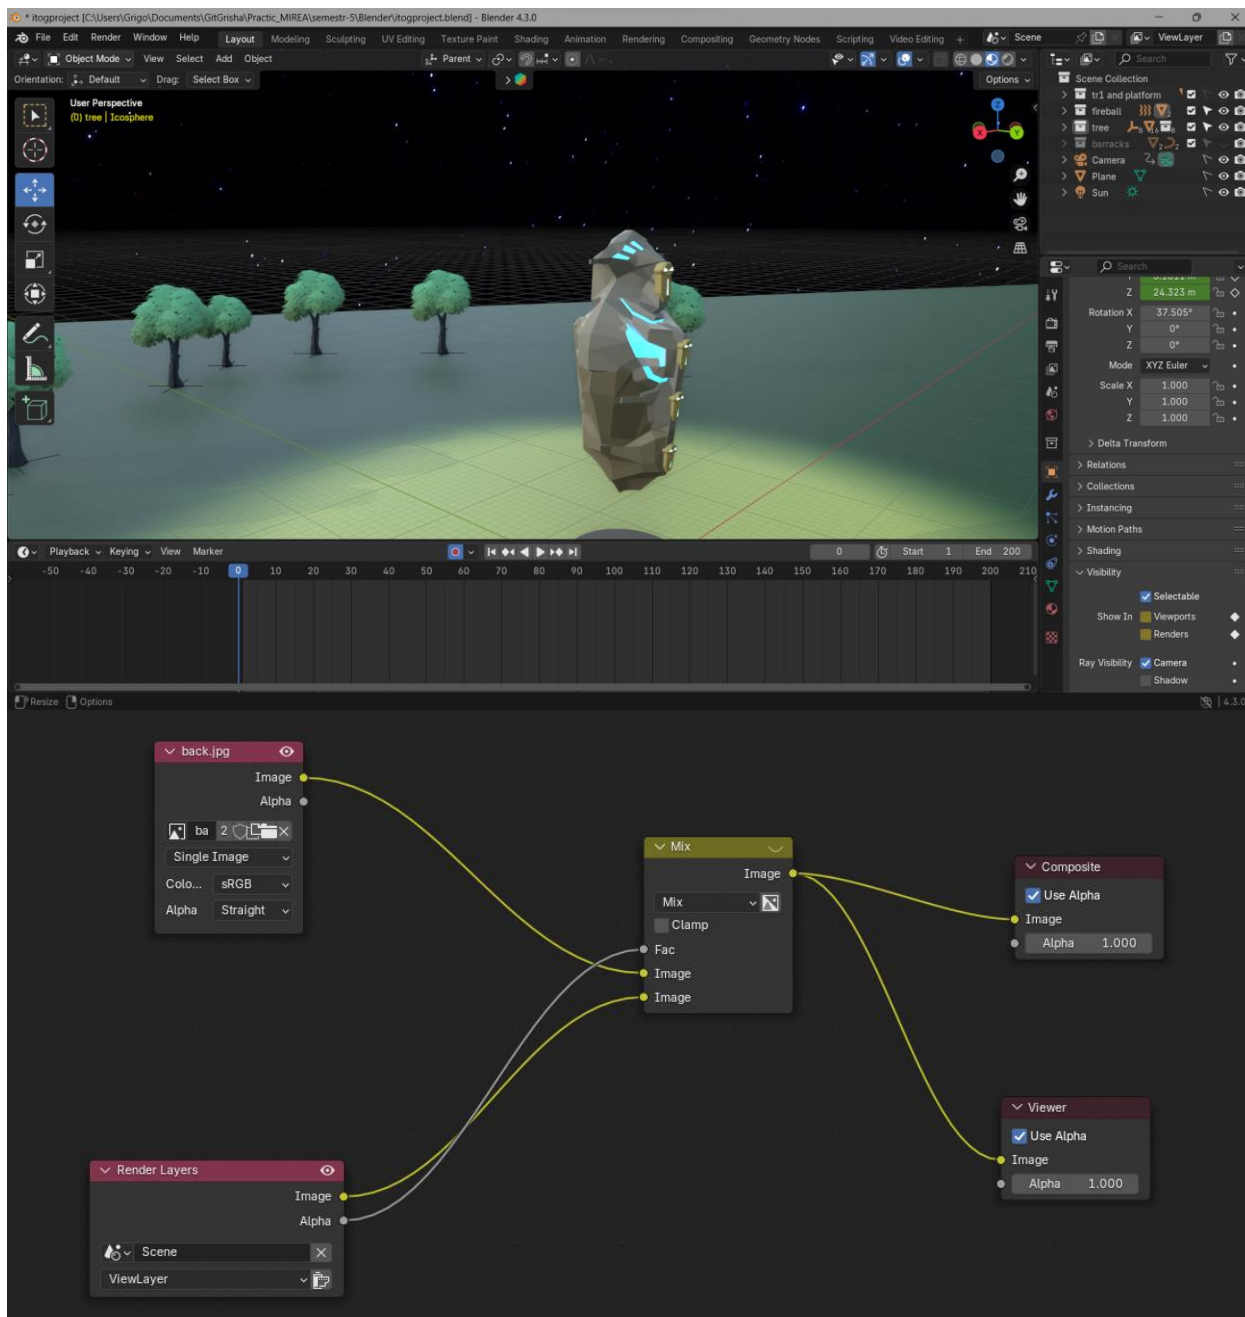 * itogproject [C:\Users\Grigo\Documents\GitGrisha\Practic_MIREA\semestr-5\Blender\itogproject.blend] - Blender 4.3.0
File Edit Render Window Help Layout Modeling Sculpting UV Editing Texture Paint Shading Animation Rendering Compositing Geometry Nodes Scripting Video Editing + Scene ViewLayer
Object Mode View Select Add Object Parent Search
Orientation: Default Drag: Select Box Options
User Perspective
(0) tree | Icosphere
X
Y
Z
Scene Collection
tr1 and platform
fireball 2
tree 8 16 8
barracks 2 2
Camera
Plane
Sun
Search
Z 24.323 m
Rotation X 37.505°
Y 0°
Z 0°
Mode XYZ Euler
Scale X 1.000
Y 1.000
Z 1.000
Delta Transform
Relations
Collections
Instancing
Motion Paths
Shading
Visibility
Selectable
Show In Viewports
Renders
Ray Visibility Camera
Shadow
Playback Keying View Marker 0 Start 1 End 200
-50 -40 -30 -20 -10 0 10 20 30 40 50 60 70 80 90 100 110 120 130 140 150 160 170 180 190 200 210
Resize Options 4.3.0
back.jpg
Image
Alpha
ba 2
Single Image
Colo... sRGB
Alpha Straight
Mix
Image
Mix
Clamp
Fac
Image
Image
Composite
Use Alpha
Image
Alpha 1.000
Viewer
Use Alpha
Image
Alpha 1.000
Render Layers
Image
Alpha
Scene
ViewLayer